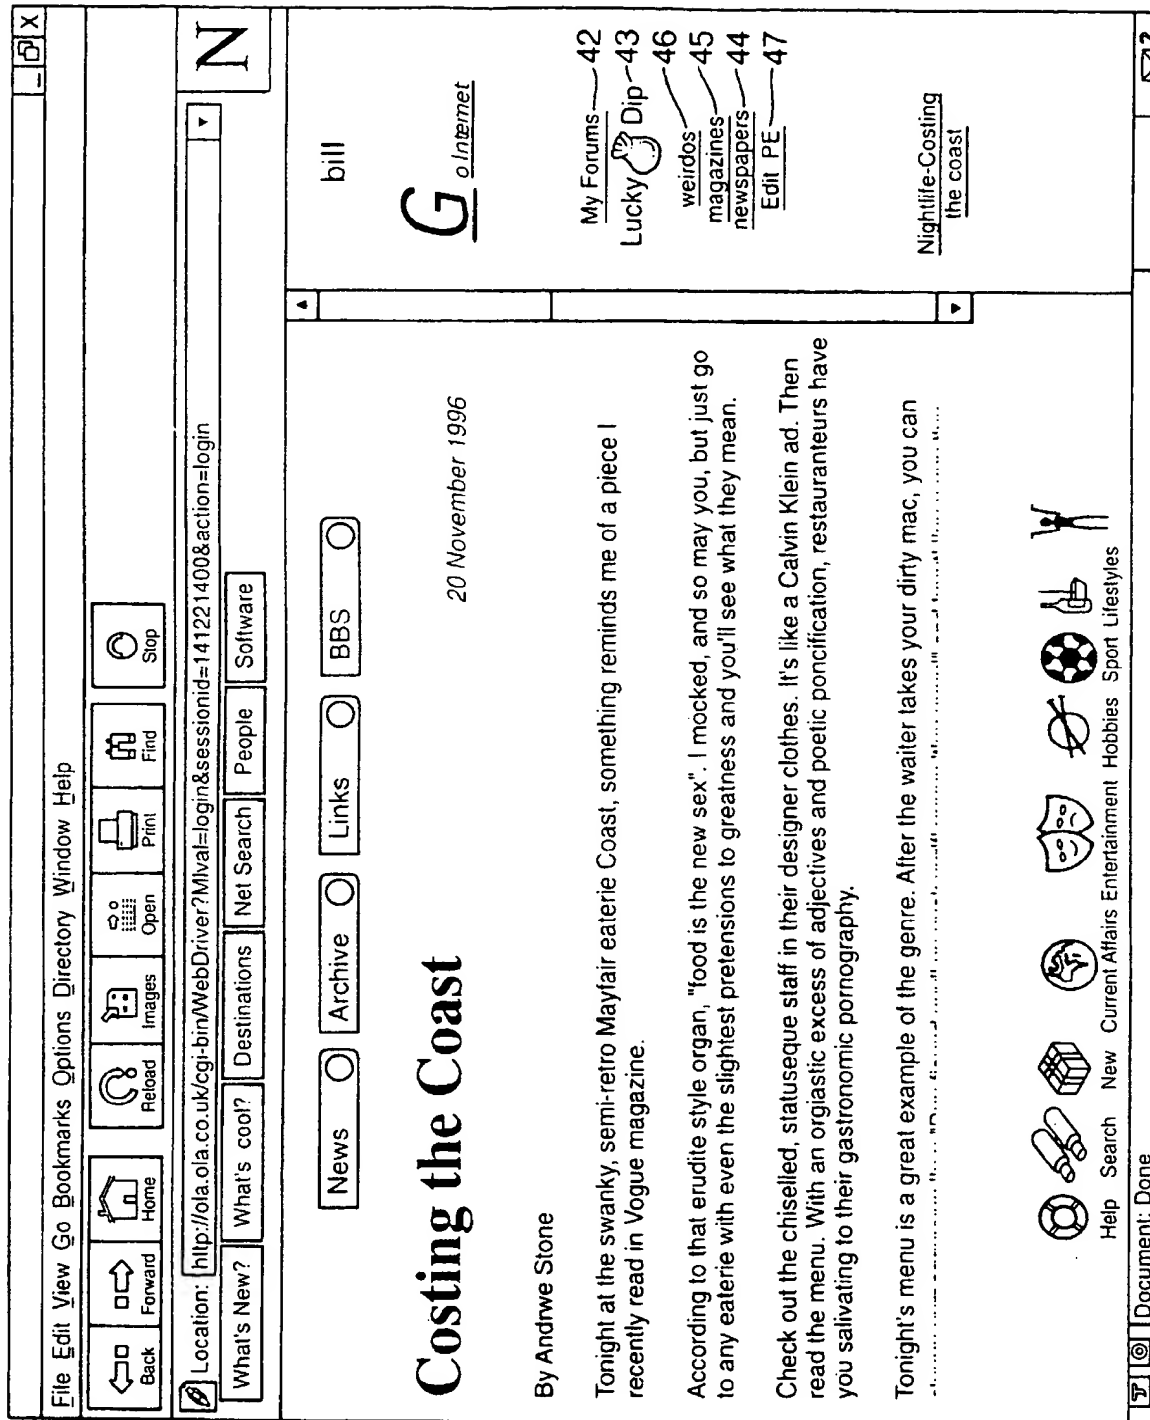 File Edit View Go Bookmarks Options Directory Window Help
Back Forward Home Reload Images Open Print Find Stop
Location: http://ola.ola.co.uk/cgi-bin/WebDriver?MIval=login&sessionid=141221400&action=login
N
What's New? What's cool? Destinations Net Search People Software
News Archive Links BBS
bill
Costing the Coast
20 November 1996
Go Internet
By Andrwe Stone
Tonight at the swanky, semi-retro Mayfair eaterie Coast, something reminds me of a piece I
recently read in Vogue magazine.
According to that erudite style organ, "food is the new sex". I mocked, and so may you, but just go
to any eaterie with even the slightest pretensions to greatness and you'll see what they mean.
Check out the chiselled, statuseque staff in their designer clothes. It's like a Calvin Klein ad. Then
read the menu. With an orgiastic excess of adjectives and poetic poncification, restauranteurs have
you salivating to their gastronomic pornography.
Tonight's menu is a great example of the genre. After the waiter takes your dirty mac, you can
My Forums 42
Lucky Dip 43
weirdos 46
magazines 45
newspapers 44
Edit PE 47
Nightlife-Costing
the coast
Help Search New Current Affairs Entertainment Hobbies Sport Lifestyles
Document: Done